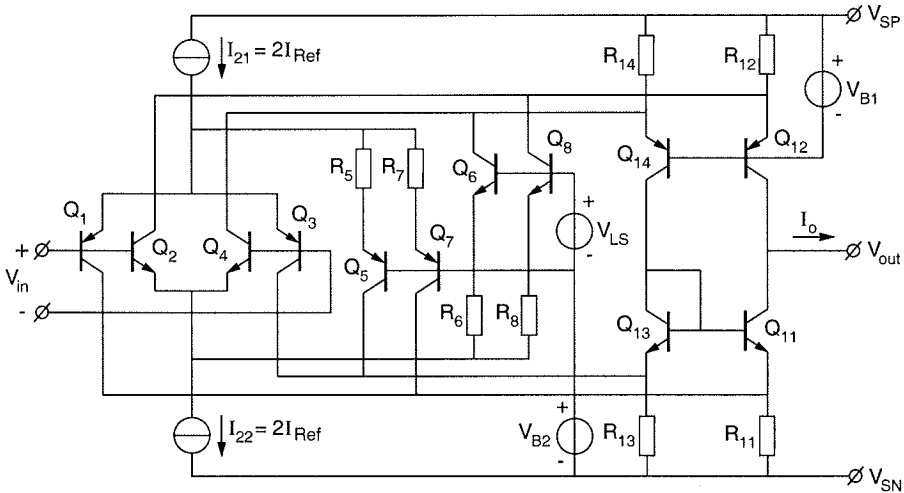 V_SP
I_21 = 2I_Ref
R_14
R_12
+
V_B1
-
R_5
R_7
Q_6
Q_8
Q_14
Q_12
Q_1
Q_2
Q_4
Q_3
+
V_LS
-
I_o
+
V_in
-
Q_5
Q_7
V_out
R_6
R_8
Q_13
Q_11
I_22 = 2I_Ref
+
V_B2
-
R_13
R_11
V_SN